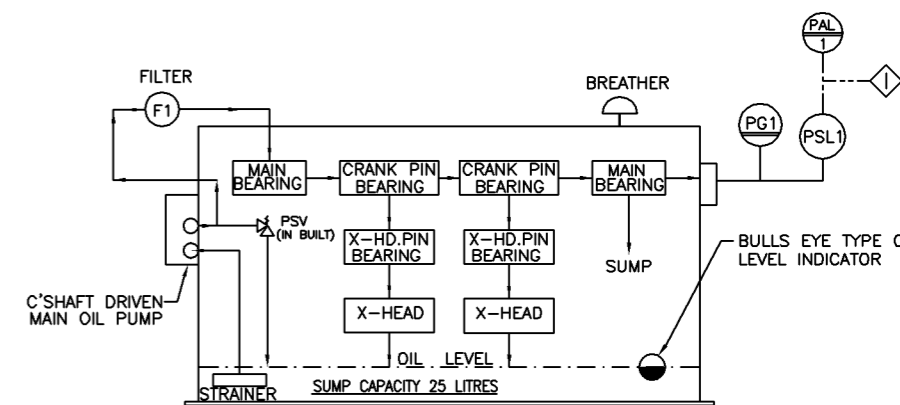 PAL
1
FILTER
BREATHER
F1
I
PG1
PSL1
MAIN
BEARING
CRANK PIN
BEARING
CRANK PIN
BEARING
MAIN
BEARING
PSV
(IN BUILT)
X-HD.PIN
BEARING
X-HD.PIN
BEARING
SUMP
BULLS EYE TYPE
LEVEL INDICATOR
C'SHAFT DRIVEN
MAIN OIL PUMP
X-HEAD
X-HEAD
OIL LEVEL
STRAINER
SUMP CAPACITY 25 LITRES